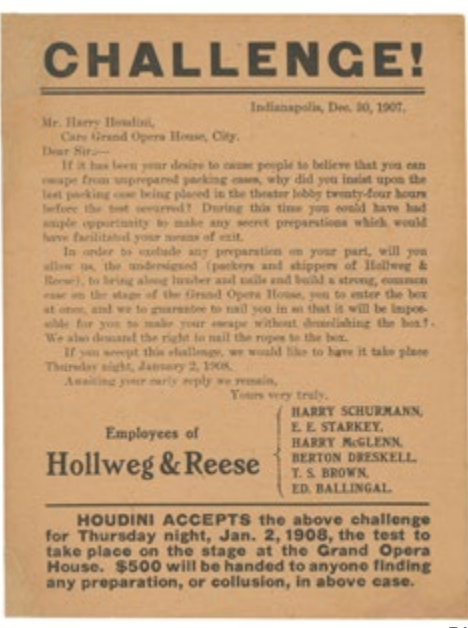 CHALLENGE!
Indianapolis, Dec. 30, 1907.
Mr. Harry Houdini,
Care Grand Opera House, City.
Dear Sir:—
If it has been your desire to cause people to believe that you can
escape from unprepared packing cases, why did you insist upon the
last packing case being placed in the theater lobby twenty-four hours
before the test occurred? During this time you could have had
ample opportunity to make any secret preparations which would
have facilitated your means of exit.
In order to exclude any preparation on your part, will you
allow us, the undersigned (packers and shippers of Hollweg &
Reese), to bring along lumber and nails and build a strong, common
case on the stage of the Grand Opera House, you to enter the box
at once, and we to guarantee to nail you in so that it will be impos-
sible for you to make your escape without demolishing the box?
We also demand the right to nail the ropes to the box.
If you accept this challenge, we would like to have it take place
Thursday night, January 2, 1908.
Awaiting your early reply we remain,
Yours very truly,
Employees of
Hollweg & Reese
HARRY SCHURMANN,
E. E. STARKEY,
HARRY McGLENN,
BERTON DRESKELL,
T. S. BROWN,
ED. BALLINGAL.
HOUDINI ACCEPTS the above challenge
for Thursday night, Jan. 2, 1908, the test to
take place on the stage at the Grand Opera
House. $500 will be handed to anyone finding
any preparation, or collusion, in above case.